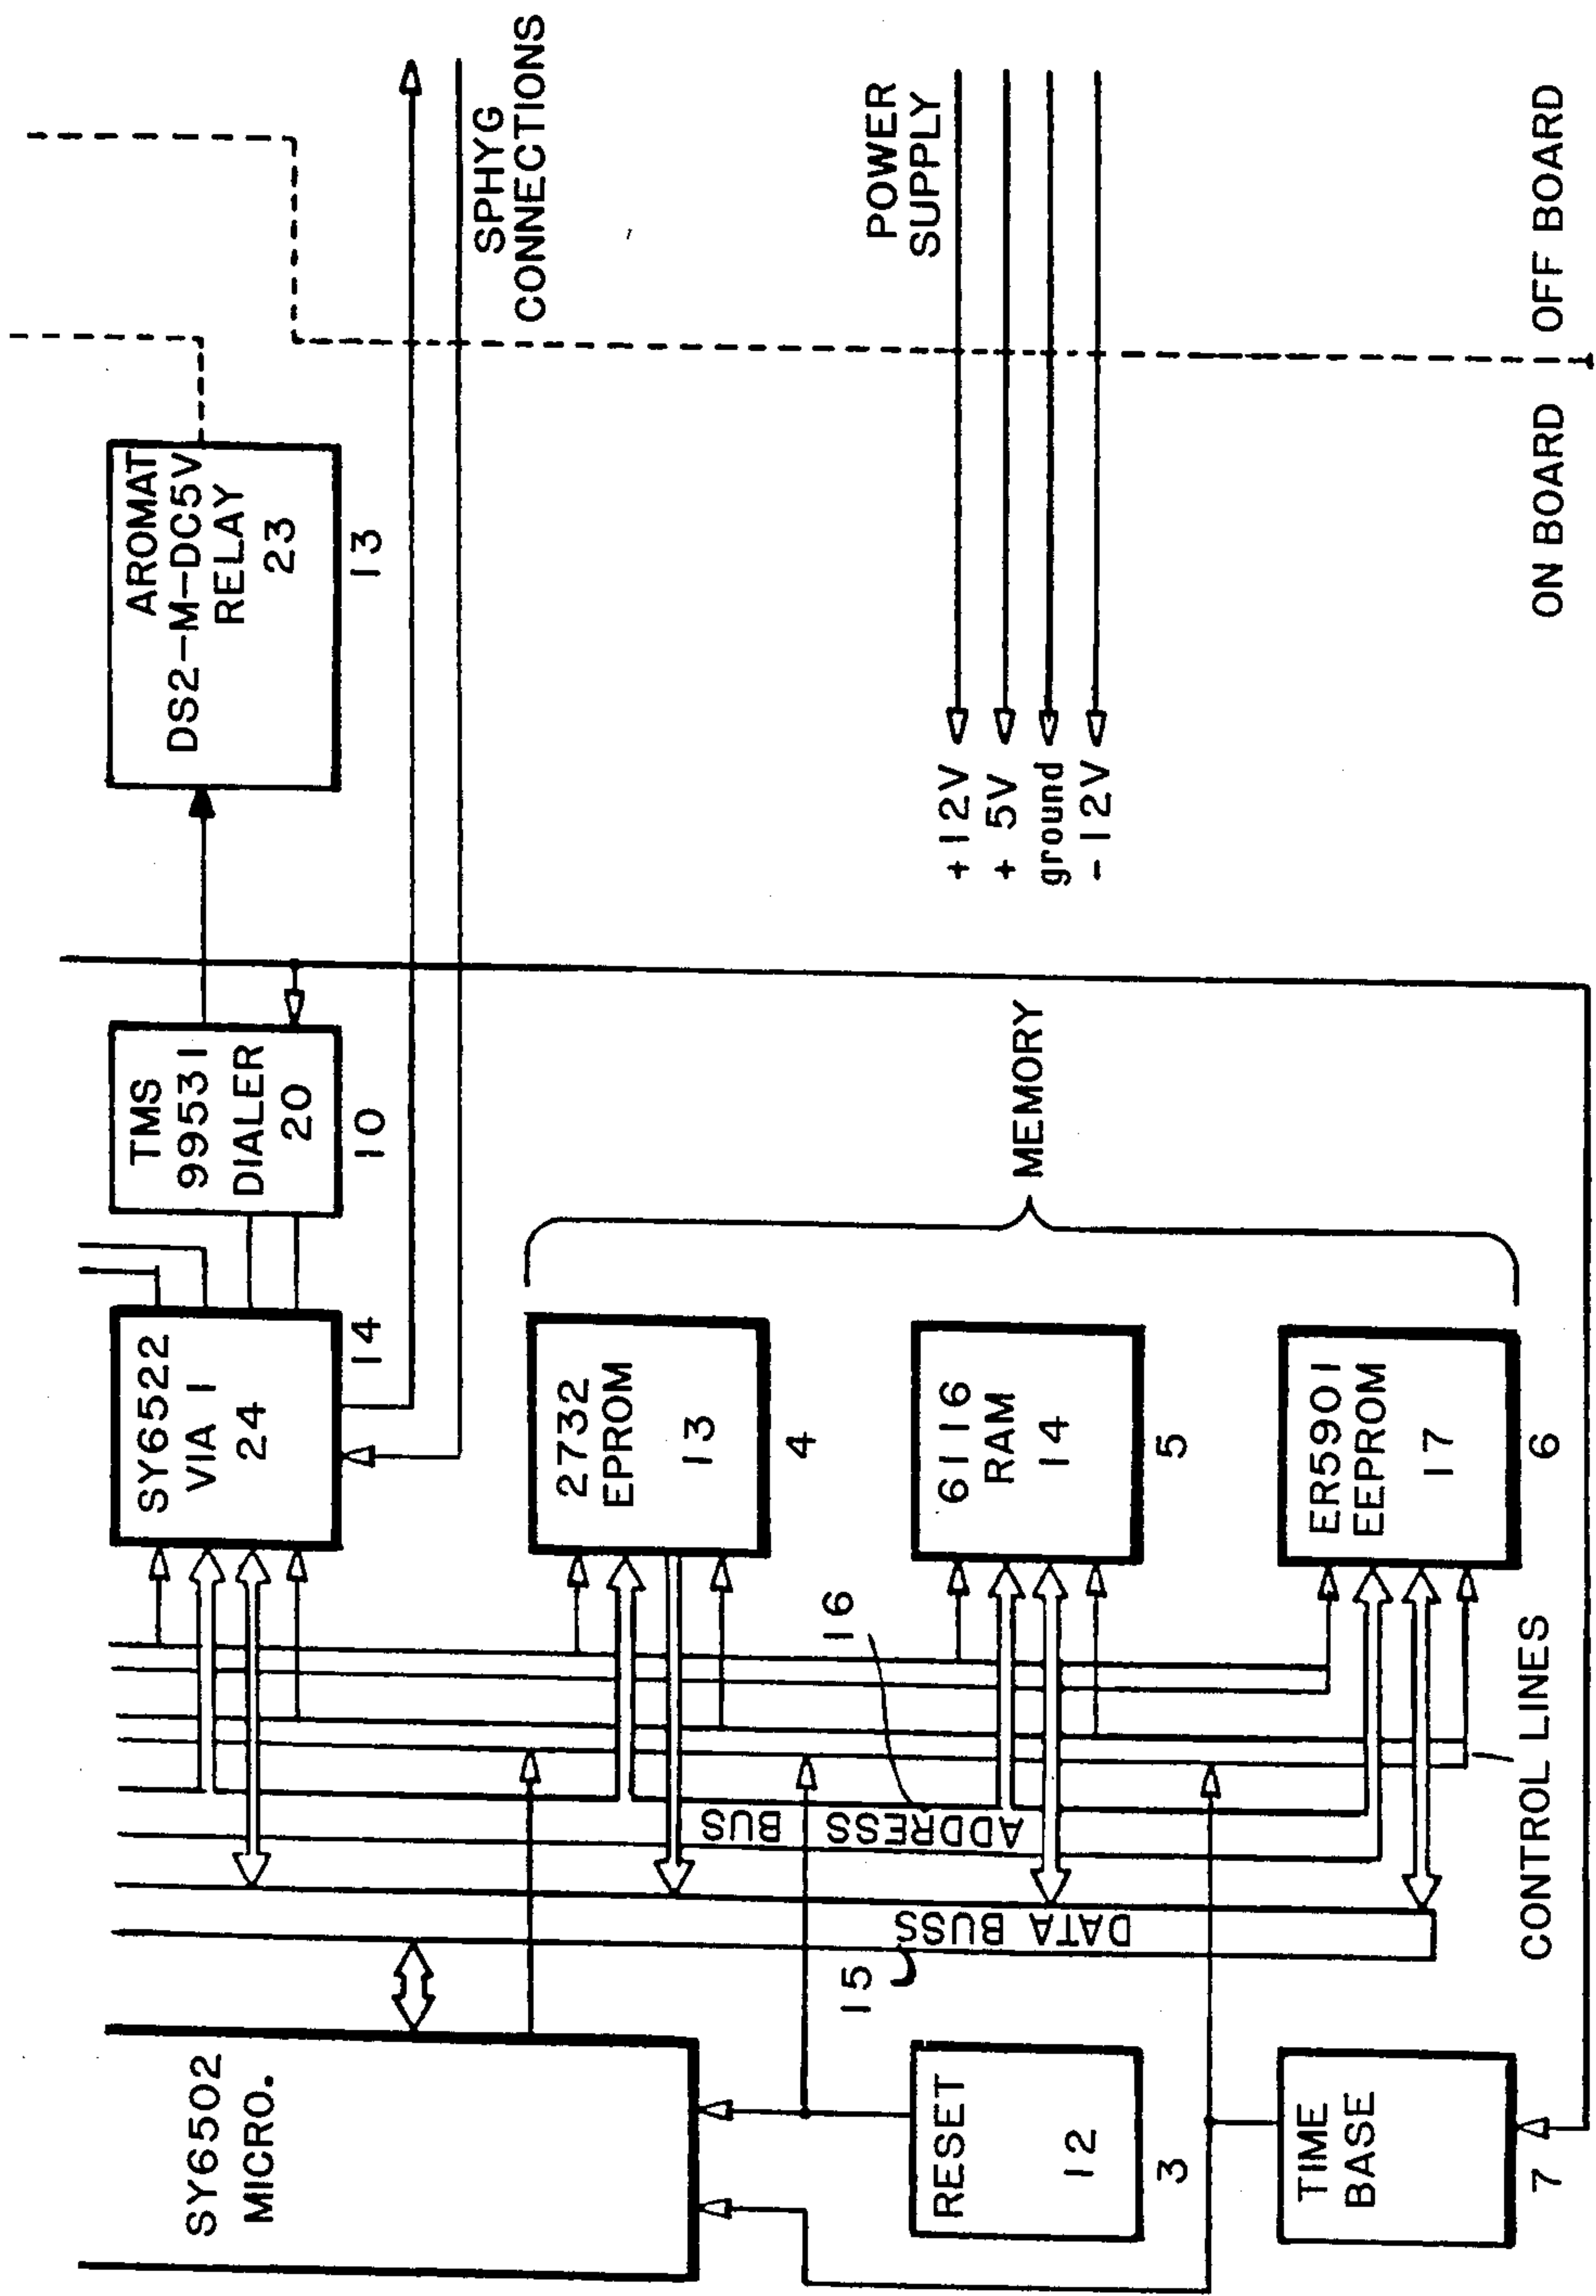 SY6502
MICRO.
SY6522
VIA 1
24
14
TMS
99531
DIALER
20
10
AROMAT
DS2-M-DC5V
RELAY
23
13
SPHYG
CONNECTIONS
2732
EPROM
13
4
6116
RAM
14
5
ER5901
EEPROM
17
6
MEMORY
POWER
SUPPLY
+12V
+ 5V
ground
- 12V
15
DATA BUSS
16
ADDRESS BUS
RESET
12
3
TIME
BASE
7
CONTROL LINES
ON BOARD
OFF BOARD